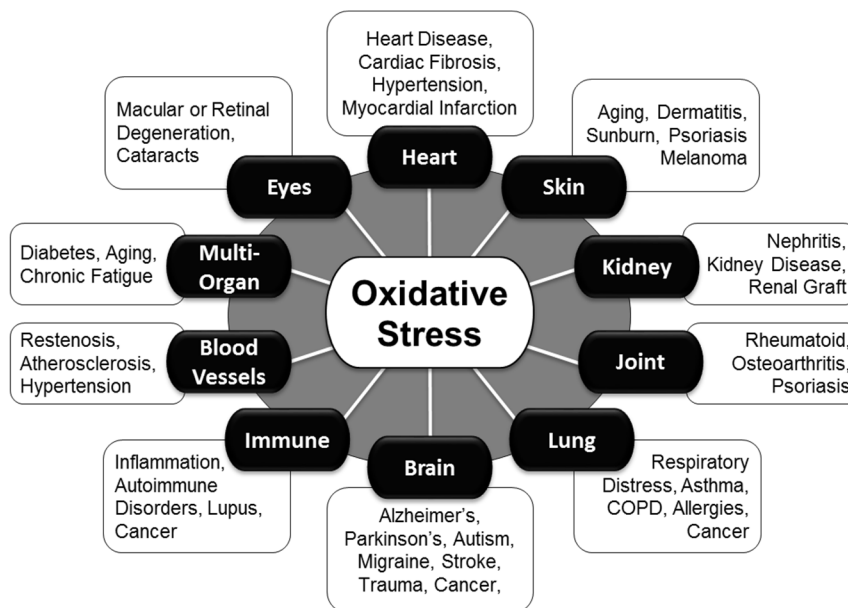 Heart Disease,
Cardiac Fibrosis,
Hypertension,
Myocardial Infarction
Heart
Aging, Dermatitis,
Sunburn, Psoriasis
Melanoma
Skin
Nephritis,
Kidney Disease,
Renal Graft
Kidney
Rheumatoid,
Osteoarthritis,
Psoriasis
Joint
Respiratory
Distress, Asthma,
COPD, Allergies,
Cancer
Lung
Alzheimer’s,
Parkinson’s, Autism,
Migraine, Stroke,
Trauma, Cancer,
Brain
Inflammation,
Autoimmune
Disorders, Lupus,
Cancer
Immune
Restenosis,
Atherosclerosis,
Hypertension
Blood
Vessels
Diabetes, Aging,
Chronic Fatigue
Multi-
Organ
Macular or Retinal
Degeneration,
Cataracts
Eyes
Oxidative
Stress